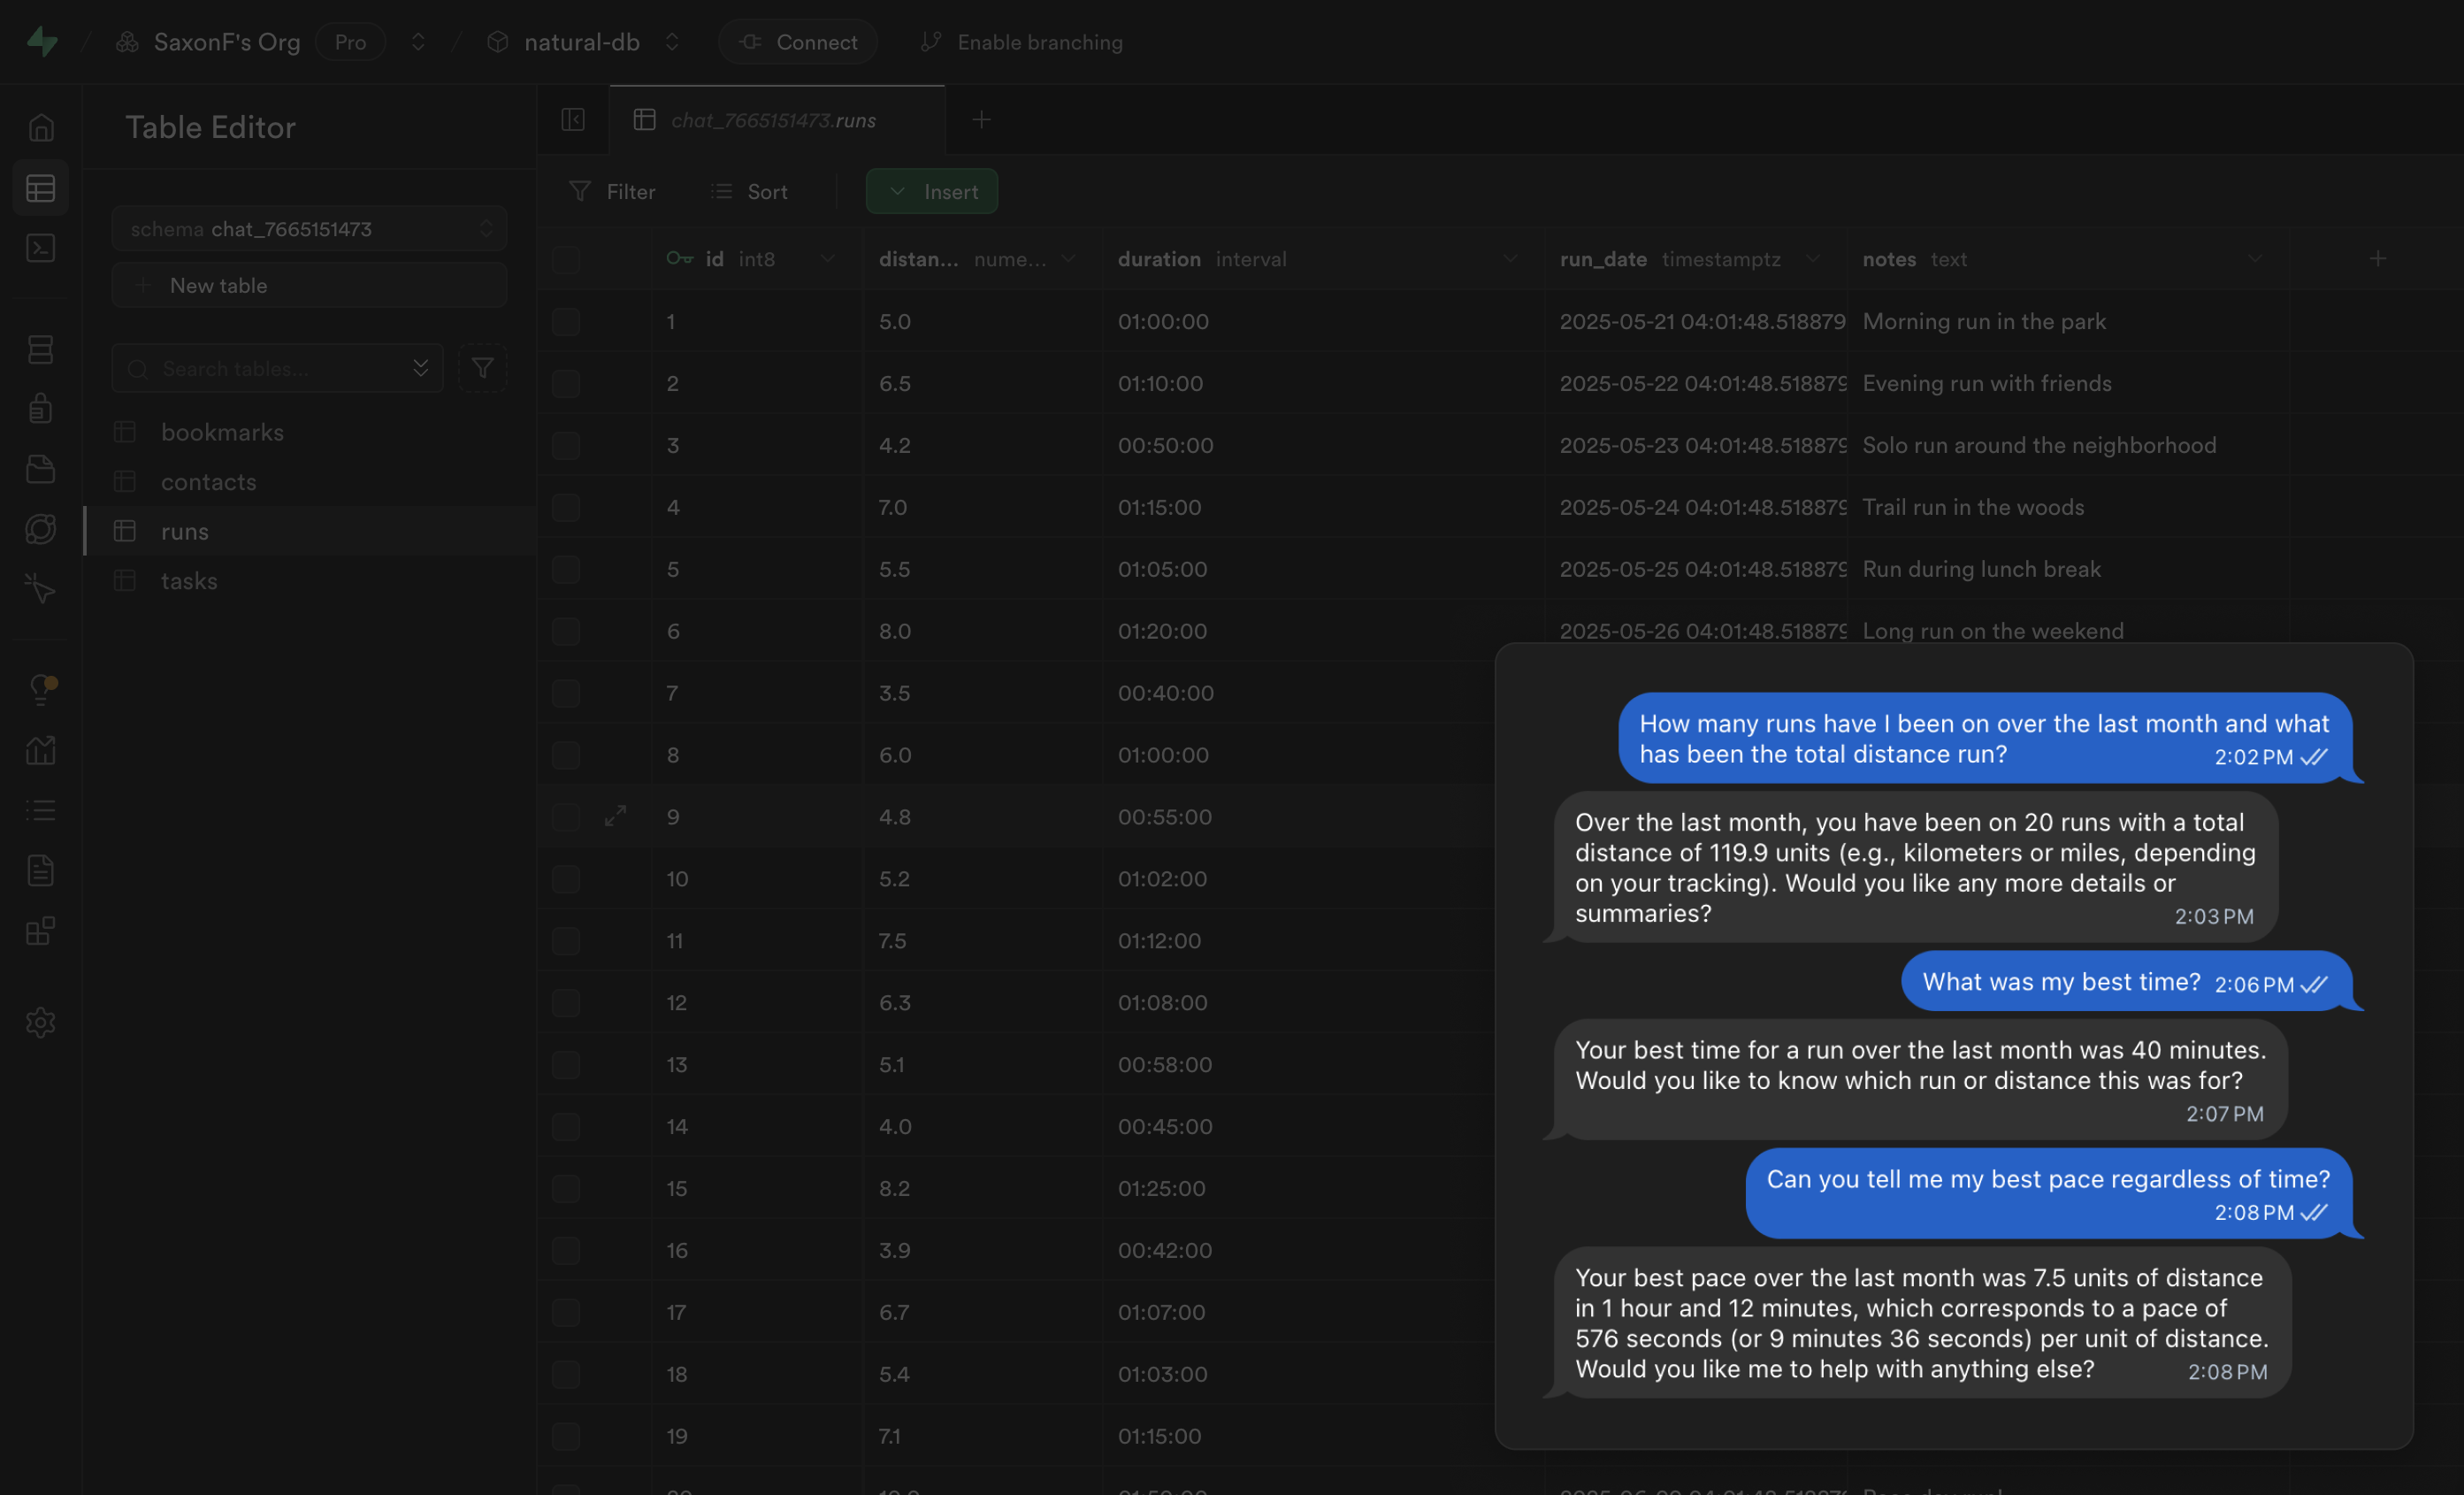 SaxonF's Org Pro natural-db Connect Enable branching
Table Editor
chat_7665151473.runs
Filter Sort Insert
schema chat_7665151473
New table
Search tables...
bookmarks
contacts
runs
tasks
id int8 distan... nume... duration interval run_date timestamptz notes text
1 5.0 01:00:00 2025-05-21 04:01:48.518879 Morning run in the park
2 6.5 01:10:00 2025-05-22 04:01:48.518879 Evening run with friends
3 4.2 00:50:00 2025-05-23 04:01:48.518879 Solo run around the neighborhood
4 7.0 01:15:00 2025-05-24 04:01:48.518879 Trail run in the woods
5 5.5 01:05:00 2025-05-25 04:01:48.518879 Run during lunch break
6 8.0 01:20:00 2025-05-26 04:01:48.518879 Long run on the weekend
7 3.5 00:40:00
8 6.0 01:00:00
9 4.8 00:55:00
10 5.2 01:02:00
11 7.5 01:12:00
12 6.3 01:08:00
13 5.1 00:58:00
14 4.0 00:45:00
15 8.2 01:25:00
16 3.9 00:42:00
17 6.7 01:07:00
18 5.4 01:03:00
19 7.1 01:15:00
How many runs have I been on over the last month and what
has been the total distance run? 2:02 PM
Over the last month, you have been on 20 runs with a total
distance of 119.9 units (e.g., kilometers or miles, depending
on your tracking). Would you like any more details or
summaries? 2:03 PM
What was my best time? 2:06 PM
Your best time for a run over the last month was 40 minutes.
Would you like to know which run or distance this was for?
2:07 PM
Can you tell me my best pace regardless of time?
2:08 PM
Your best pace over the last month was 7.5 units of distance
in 1 hour and 12 minutes, which corresponds to a pace of
576 seconds (or 9 minutes 36 seconds) per unit of distance.
Would you like me to help with anything else? 2:08 PM